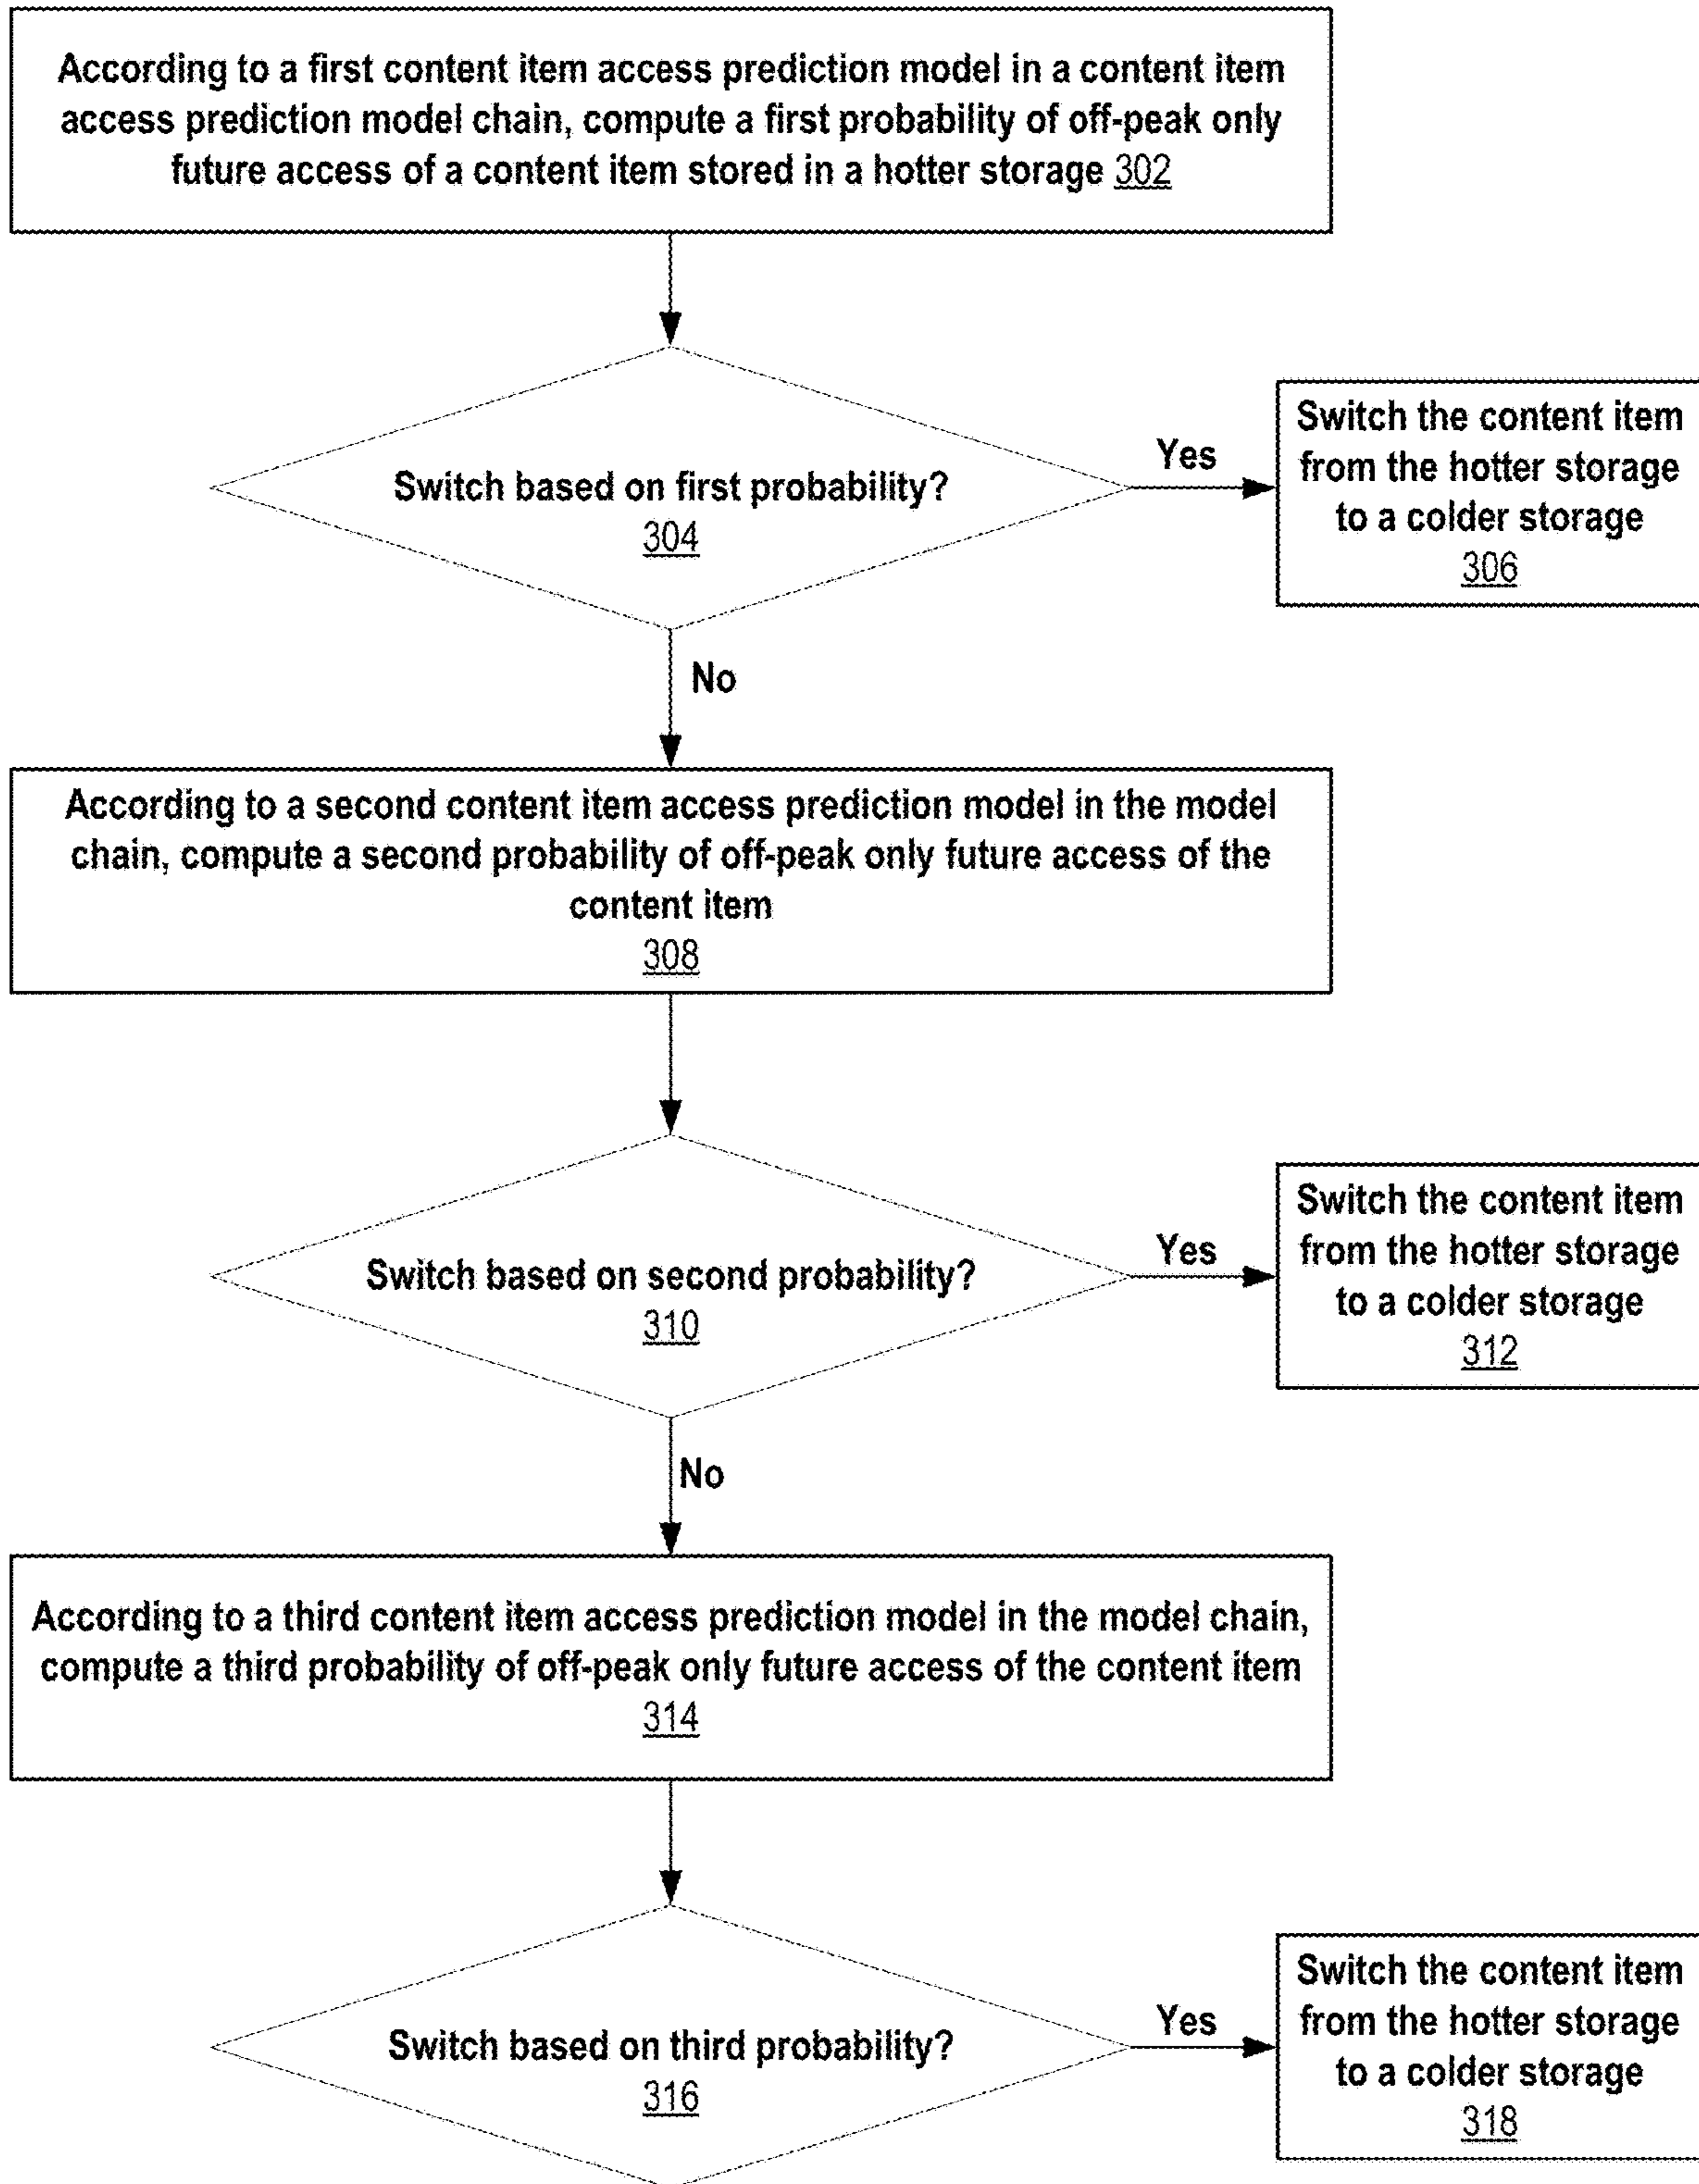 According to a first content item access prediction model in a content item
access prediction model chain, compute a first probability of off-peak only
future access of a content item stored in a hotter storage 302
Switch based on first probability?
304
Yes
Switch the content item
from the hotter storage
to a colder storage
306
No
According to a second content item access prediction model in the model
chain, compute a second probability of off-peak only future access of the
content item
308
Switch based on second probability?
310
Yes
Switch the content item
from the hotter storage
to a colder storage
312
No
According to a third content item access prediction model in the model chain,
compute a third probability of off-peak only future access of the content item
314
Switch based on third probability?
316
Yes
Switch the content item
from the hotter storage
to a colder storage
318